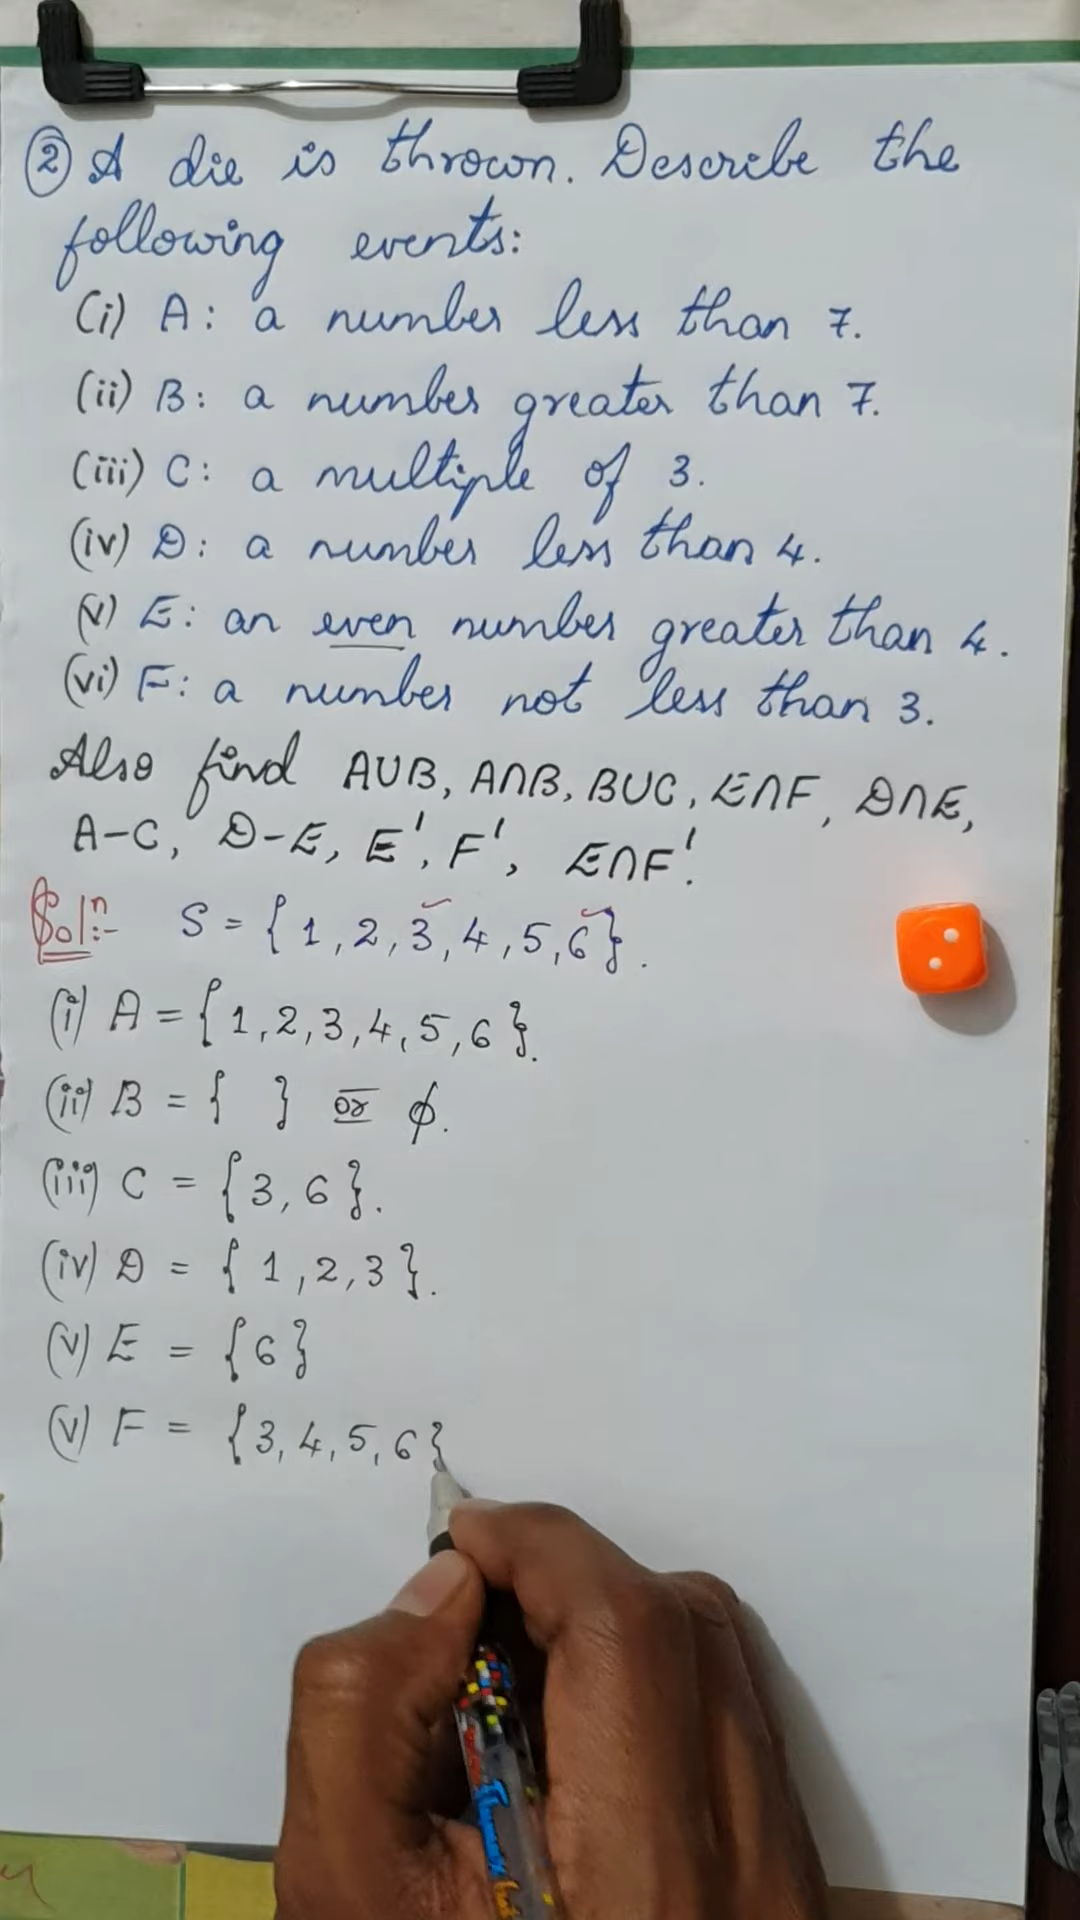 ② A die is thrown. Describe the
following events:
(i) A: a number less than 7.
(ii) B: a number greater than 7.
(iii) C: a multiple of 3.
(iv) D: a number less than 4.
(v) E: an even number greater than 4.
(vi) F: a number not less than 3.
Also find A∪B, A∩B, B∪C, E∩F, D∩E,
A-C, D-E, E', F', E∩F'.
Solⁿ:- S = { 1, 2, 3, 4, 5, 6 }.
(i) A = { 1, 2, 3, 4, 5, 6 }.
(ii) B = { } or ϕ.
(iii) C = { 3, 6 }.
(iv) D = { 1, 2, 3 }.
(v) E = { 6 }
(v) F = { 3, 4, 5, 6 }